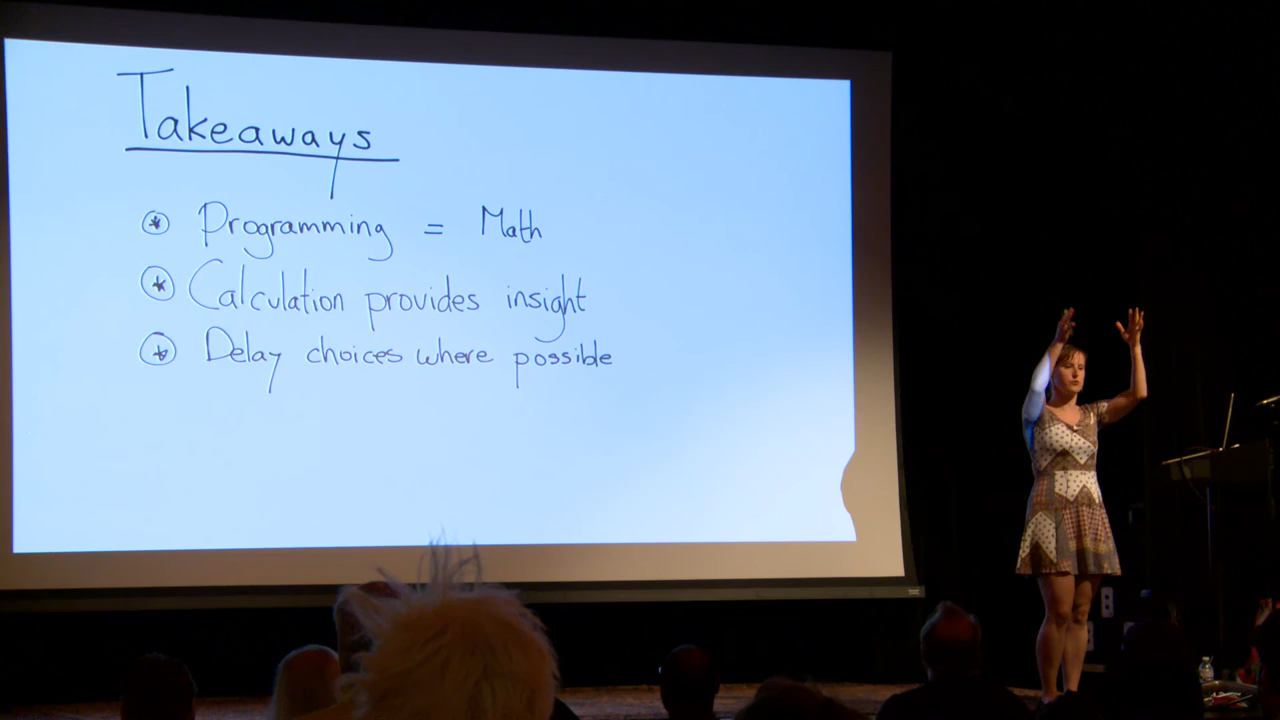 Takeaways
* Programming = Math
* Calculation provides insight
* Delay choices where possible